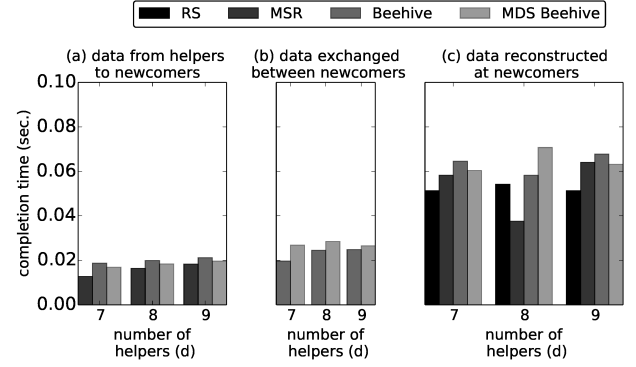 RS MSR Beehive MDS Beehive
(a) data from helpers
to newcomers
(b) data exchanged
between newcomers
(c) data reconstructed
at newcomers
completion time (sec.)
0.10
0.08
0.06
0.04
0.02
0.00
7 8 9
number of
helpers (d)
7 8 9
number of
helpers (d)
7 8 9
number of
helpers (d)